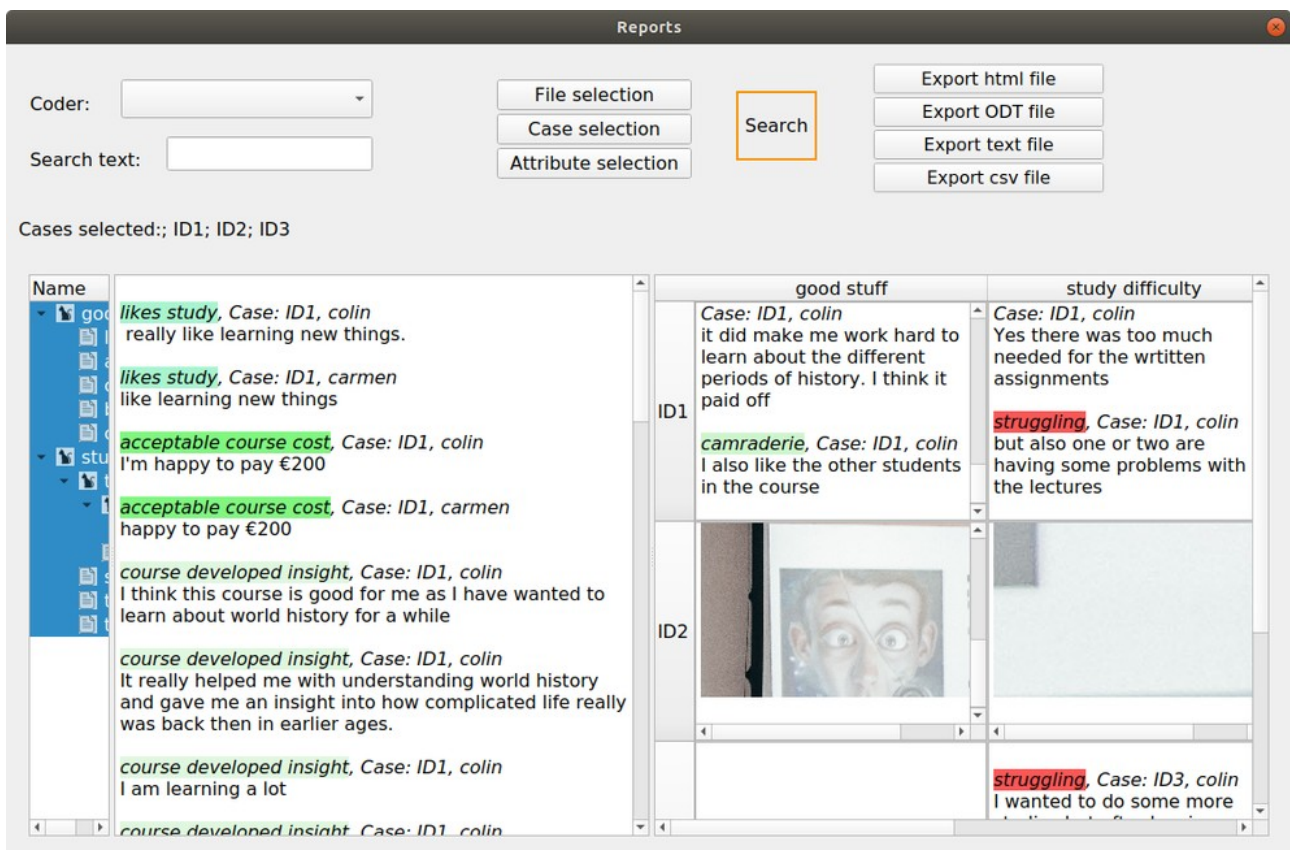 Reports
Coder:
Search text:
File selection
Case selection
Attribute selection
Search
Export html file
Export ODT file
Export text file
Export csv file
Cases selected:; ID1; ID2; ID3
Name
likes study, Case: ID1, colin
really like learning new things.
likes study, Case: ID1, carmen
like learning new things
acceptable course cost, Case: ID1, colin
I'm happy to pay €200
acceptable course cost, Case: ID1, carmen
happy to pay €200
course developed insight, Case: ID1, colin
I think this course is good for me as I have wanted to
learn about world history for a while
course developed insight, Case: ID1, colin
It really helped me with understanding world history
and gave me an insight into how complicated life really
was back then in earlier ages.
course developed insight, Case: ID1, colin
I am learning a lot
course developed insight, Case: ID1, colin
good stuff
study difficulty
ID1
Case: ID1, colin
it did make me work hard to
learn about the different
periods of history. I think it
paid off
camraderie, Case: ID1, colin
I also like the other students
in the course
Case: ID1, colin
Yes there was too much
needed for the wrtitten
assignments
struggling, Case: ID1, colin
but also one or two are
having some problems with
the lectures
ID2
struggling, Case: ID3, colin
I wanted to do some more